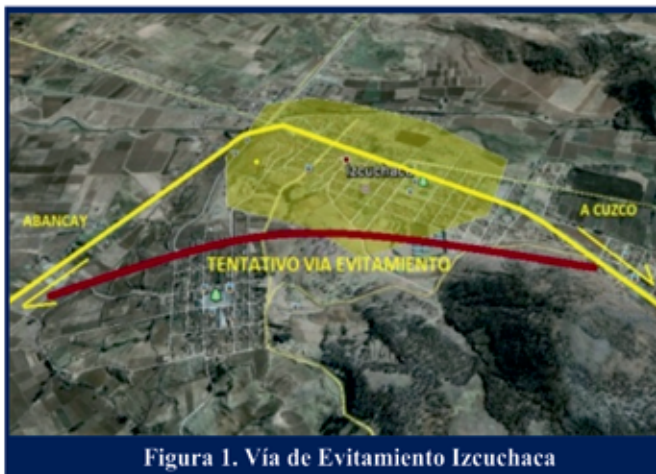 Izcuchaca
ABANCAY
A CUZCO
TENTATIVO VIA EVITAMIENTO
Figura 1. Vía de Evitamiento Izcuchaca